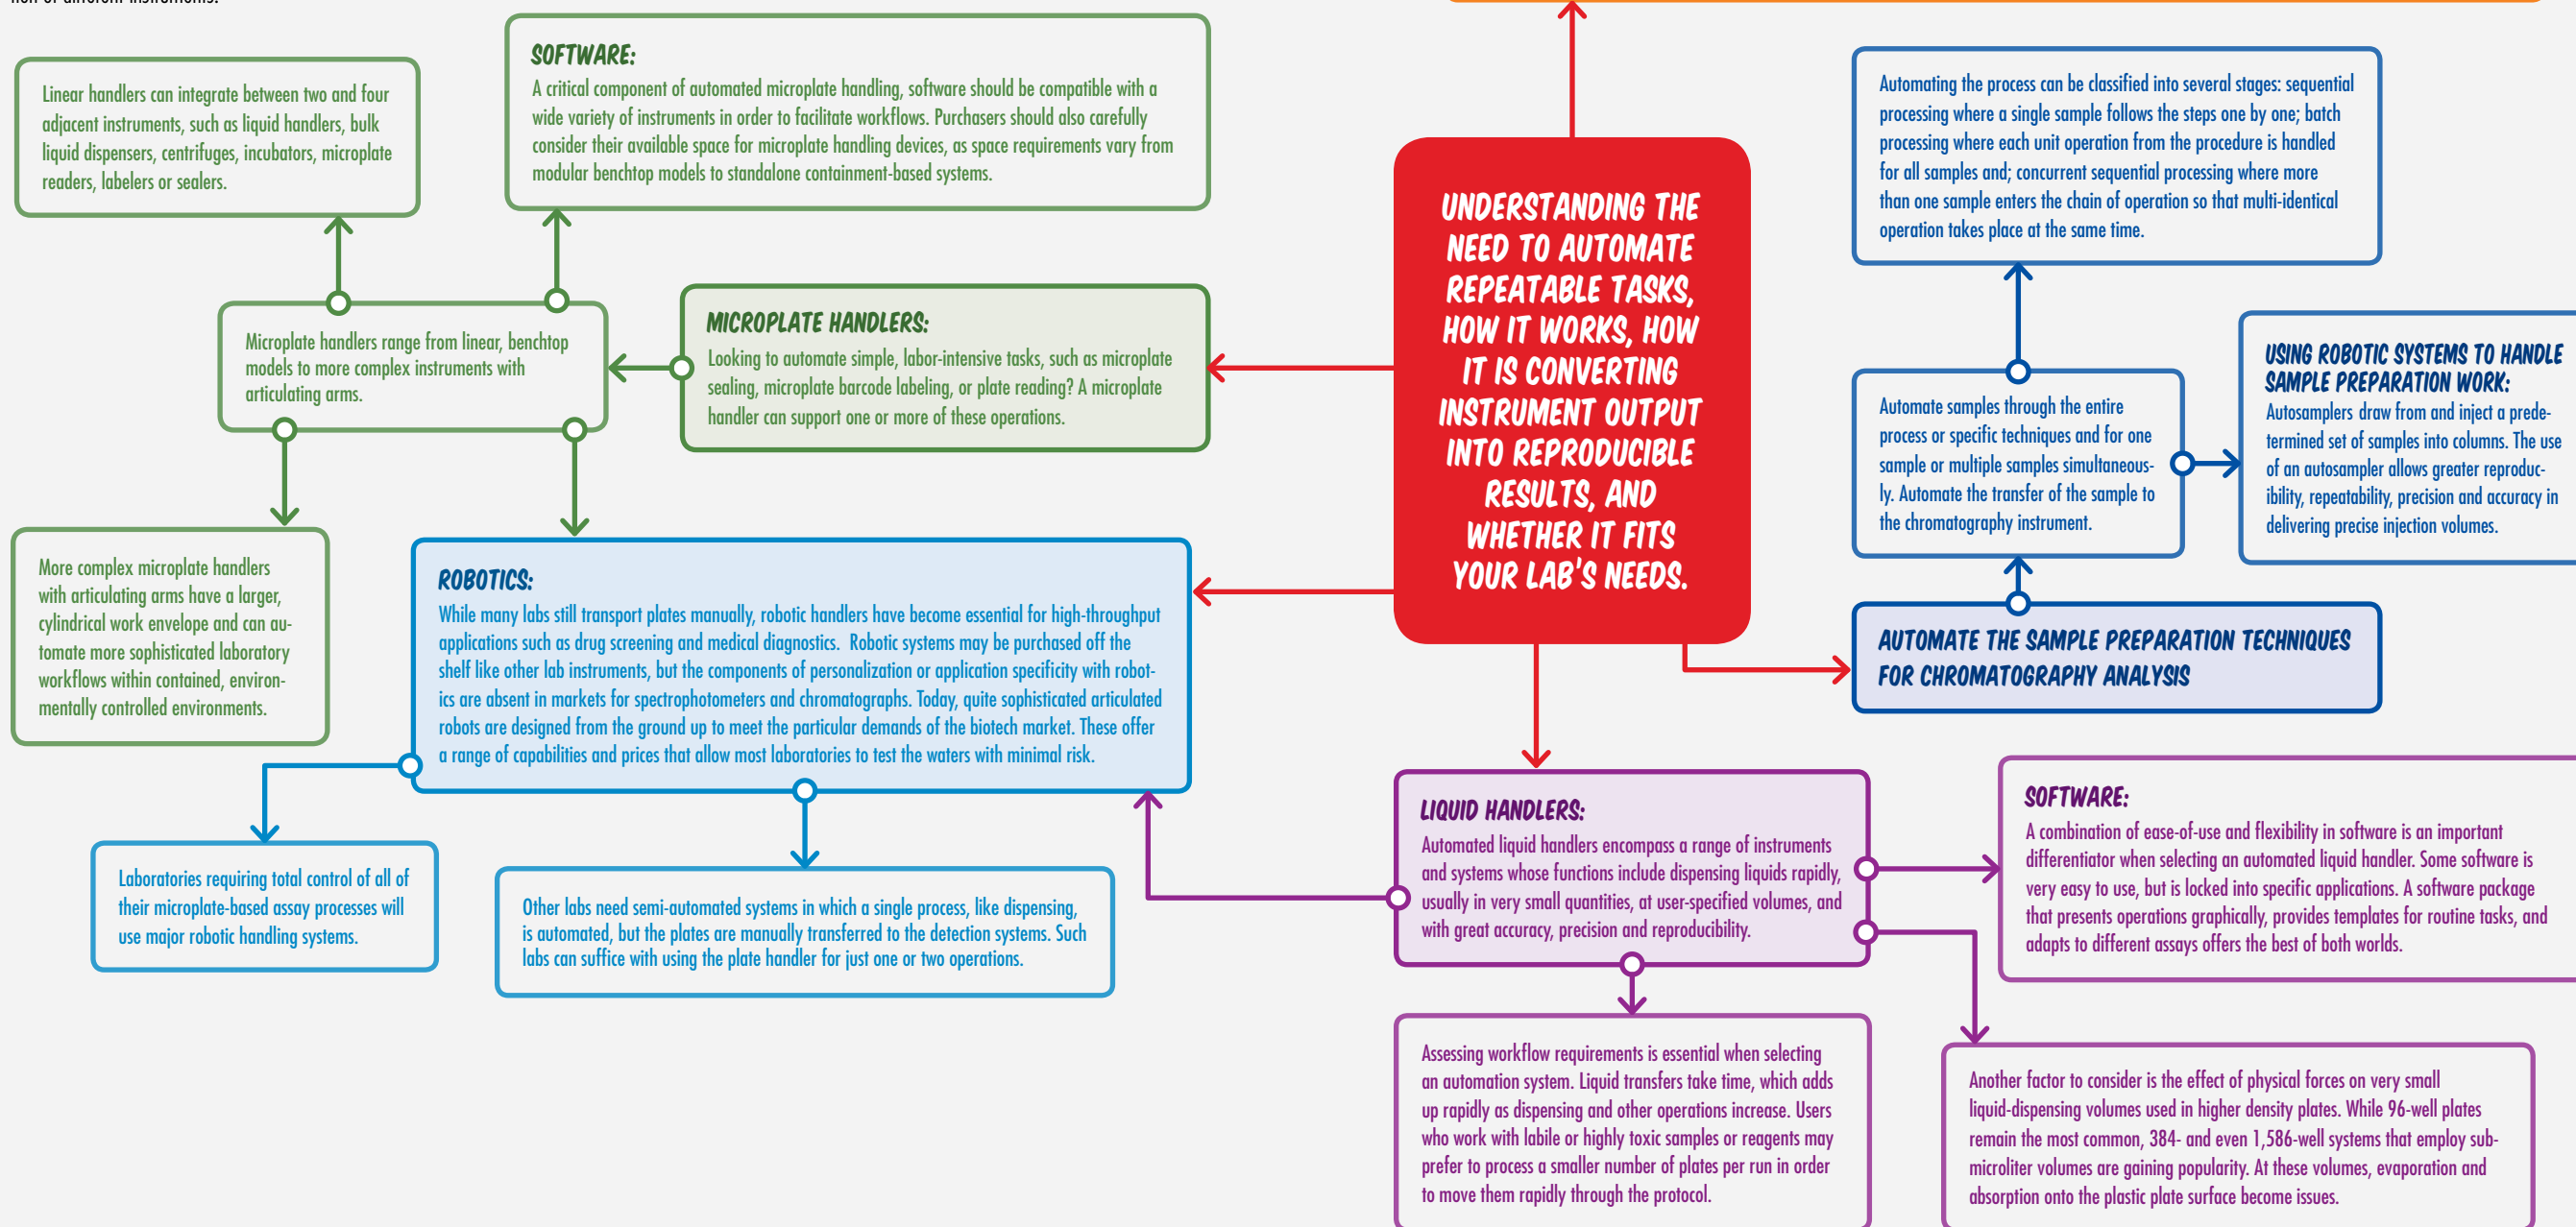 tion of different instruments.
Linear handlers can integrate between two and four
adjacent instruments, such as liquid handlers, bulk
liquid dispensers, centrifuges, incubators, microplate
readers, labelers or sealers.
SOFTWARE:
A critical component of automated microplate handling, software should be compatible with a
wide variety of instruments in order to facilitate workflows. Purchasers should also carefully
consider their available space for microplate handling devices, as space requirements vary from
modular benchtop models to standalone containment-based systems.
Microplate handlers range from linear, benchtop
models to more complex instruments with
articulating arms.
MICROPLATE HANDLERS:
Looking to automate simple, labor-intensive tasks, such as microplate
sealing, microplate barcode labeling, or plate reading? A microplate
handler can support one or more of these operations.
More complex microplate handlers
with articulating arms have a larger,
cylindrical work envelope and can au-
tomate more sophisticated laboratory
workflows within contained, environ-
mentally controlled environments.
ROBOTICS:
While many labs still transport plates manually, robotic handlers have become essential for high-throughput
applications such as drug screening and medical diagnostics.  Robotic systems may be purchased off the
shelf like other lab instruments, but the components of personalization or application specificity with robot-
ics are absent in markets for spectrophotometers and chromatographs. Today, quite sophisticated articulated
robots are designed from the ground up to meet the particular demands of the biotech market. These offer
a range of capabilities and prices that allow most laboratories to test the waters with minimal risk.
Laboratories requiring total control of all of
their microplate-based assay processes will
use major robotic handling systems.
Other labs need semi-automated systems in which a single process, like dispensing,
is automated, but the plates are manually transferred to the detection systems. Such
labs can suffice with using the plate handler for just one or two operations.
UNDERSTANDING THE
NEED TO AUTOMATE
REPEATABLE TASKS,
HOW IT WORKS, HOW
IT IS CONVERTING
INSTRUMENT OUTPUT
INTO REPRODUCIBLE
RESULTS, AND
WHETHER IT FITS
YOUR LAB'S NEEDS.
Automating the process can be classified into several stages: sequential
processing where a single sample follows the steps one by one; batch
processing where each unit operation from the procedure is handled
for all samples and; concurrent sequential processing where more
than one sample enters the chain of operation so that multi-identical
operation takes place at the same time.
Automate samples through the entire
process or specific techniques and for one
sample or multiple samples simultaneous-
ly. Automate the transfer of the sample to
the chromatography instrument.
USING ROBOTIC SYSTEMS TO HANDLE
SAMPLE PREPARATION WORK:
Autosamplers draw from and inject a prede-
termined set of samples into columns. The use
of an autosampler allows greater reproduc-
ibility, repeatability, precision and accuracy in
delivering precise injection volumes.
AUTOMATE THE SAMPLE PREPARATION TECHNIQUES
FOR CHROMATOGRAPHY ANALYSIS
LIQUID HANDLERS:
Automated liquid handlers encompass a range of instruments
and systems whose functions include dispensing liquids rapidly,
usually in very small quantities, at user-specified volumes, and
with great accuracy, precision and reproducibility.
SOFTWARE:
A combination of ease-of-use and flexibility in software is an important
differentiator when selecting an automated liquid handler. Some software is
very easy to use, but is locked into specific applications. A software package
that presents operations graphically, provides templates for routine tasks, and
adapts to different assays offers the best of both worlds.
Assessing workflow requirements is essential when selecting
an automation system. Liquid transfers take time, which adds
up rapidly as dispensing and other operations increase. Users
who work with labile or highly toxic samples or reagents may
prefer to process a smaller number of plates per run in order
to move them rapidly through the protocol.
Another factor to consider is the effect of physical forces on very small
liquid-dispensing volumes used in higher density plates. While 96-well plates
remain the most common, 384- and even 1,586-well systems that employ sub-
microliter volumes are gaining popularity. At these volumes, evaporation and
absorption onto the plastic plate surface become issues.